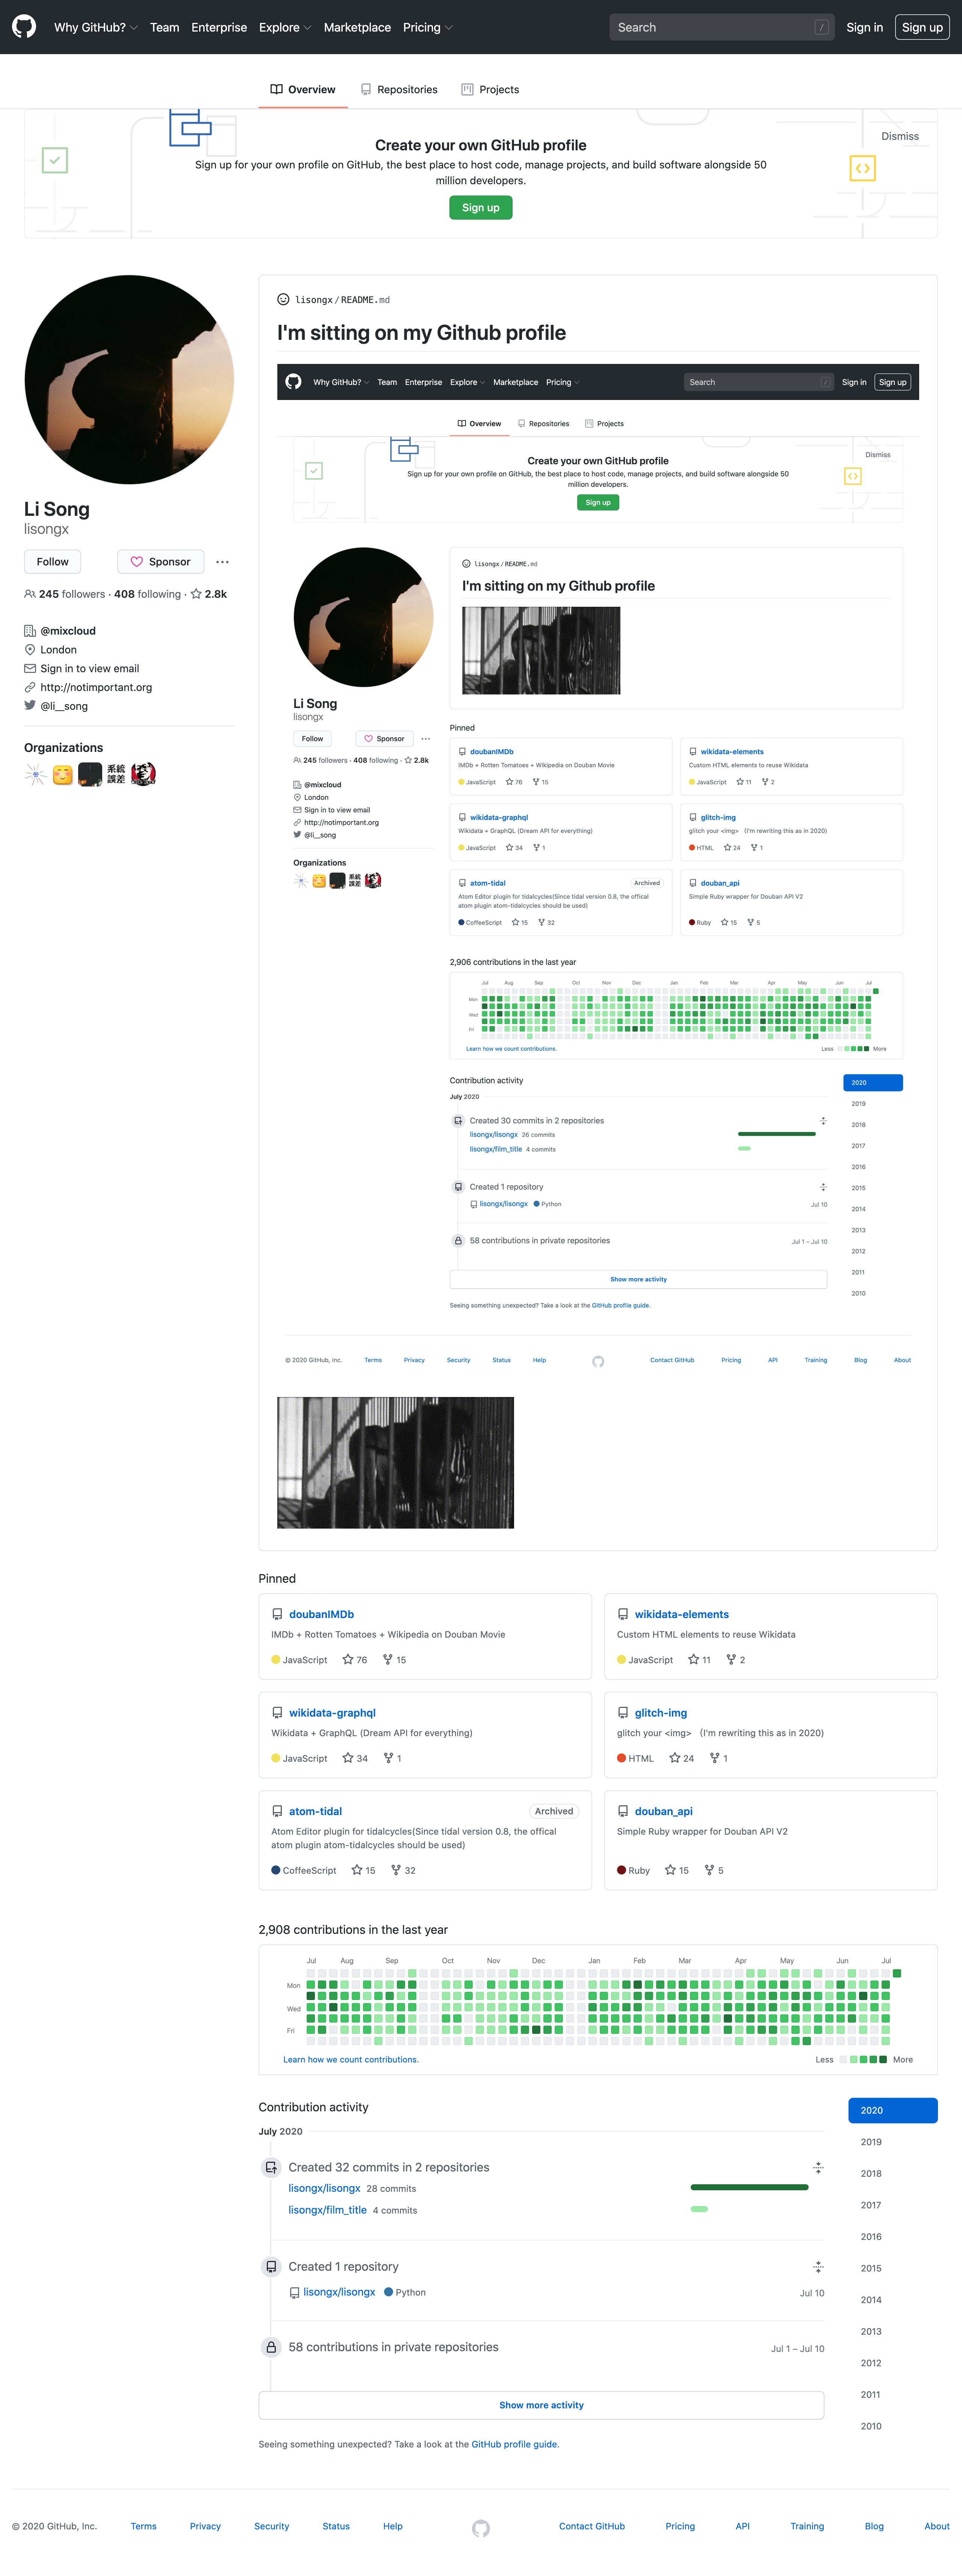 Why GitHub? Team Enterprise Explore Marketplace Pricing Search / Sign in Sign up
Overview Repositories Projects
Dismiss
Create your own GitHub profile
Sign up for your own profile on GitHub, the best place to host code, manage projects, and build software alongside 50
million developers.
Sign up
Li Song
lisongx
Follow Sponsor ...
245 followers · 408 following · 2.8k
@mixcloud
London
Sign in to view email
http://notimportant.org
@li__song
Organizations
系統
誤差
lisongx/README.md
I'm sitting on my Github profile
Why GitHub? Team Enterprise Explore Marketplace Pricing Search / Sign in Sign up
Overview Repositories Projects
Dismiss
Create your own GitHub profile
Sign up for your own profile on GitHub, the best place to host code, manage projects, and build software alongside 50
million developers.
Sign up
Li Song
lisongx
Follow Sponsor ...
245 followers · 408 following · 2.8k
@mixcloud
London
Sign in to view email
http://notimportant.org
@li__song
Organizations
系統
誤差
lisongx/README.md
I'm sitting on my Github profile
Pinned
doubanIMDb
IMDb + Rotten Tomatoes + Wikipedia on Douban Movie
JavaScript 76 15
wikidata-elements
Custom HTML elements to reuse Wikidata
JavaScript 11 2
wikidata-graphql
Wikidata + GraphQL (Dream API for everything)
JavaScript 34 1
glitch-img
glitch your <img> (I'm rewriting this as in 2020)
HTML 24 1
atom-tidal Archived
Atom Editor plugin for tidalcycles(Since tidal version 0.8, the offical
atom plugin atom-tidalcycles should be used)
CoffeeScript 15 32
douban_api
Simple Ruby wrapper for Douban API V2
Ruby 15 5
2,906 contributions in the last year
Jul Aug Sep Oct Nov Dec Jan Feb Mar Apr May Jun Jul
Mon
Wed
Fri
Learn how we count contributions. Less More
Contribution activity
July 2020
Created 30 commits in 2 repositories
lisongx/lisongx 26 commits
lisongx/film_title 4 commits
Created 1 repository
lisongx/lisongx Python Jul 10
58 contributions in private repositories Jul 1 – Jul 10
Show more activity
Seeing something unexpected? Take a look at the GitHub profile guide.
2020
2019
2018
2017
2016
2015
2014
2013
2012
2011
2010
© 2020 GitHub, Inc. Terms Privacy Security Status Help Contact GitHub Pricing API Training Blog About
Pinned
doubanIMDb
IMDb + Rotten Tomatoes + Wikipedia on Douban Movie
JavaScript 76 15
wikidata-elements
Custom HTML elements to reuse Wikidata
JavaScript 11 2
wikidata-graphql
Wikidata + GraphQL (Dream API for everything)
JavaScript 34 1
glitch-img
glitch your <img> (I'm rewriting this as in 2020)
HTML 24 1
atom-tidal Archived
Atom Editor plugin for tidalcycles(Since tidal version 0.8, the offical
atom plugin atom-tidalcycles should be used)
CoffeeScript 15 32
douban_api
Simple Ruby wrapper for Douban API V2
Ruby 15 5
2,908 contributions in the last year
Jul Aug Sep Oct Nov Dec Jan Feb Mar Apr May Jun Jul
Mon
Wed
Fri
Learn how we count contributions. Less More
Contribution activity
July 2020
Created 32 commits in 2 repositories
lisongx/lisongx 28 commits
lisongx/film_title 4 commits
Created 1 repository
lisongx/lisongx Python Jul 10
58 contributions in private repositories Jul 1 – Jul 10
Show more activity
Seeing something unexpected? Take a look at the GitHub profile guide.
2020
2019
2018
2017
2016
2015
2014
2013
2012
2011
2010
© 2020 GitHub, Inc. Terms Privacy Security Status Help Contact GitHub Pricing API Training Blog About